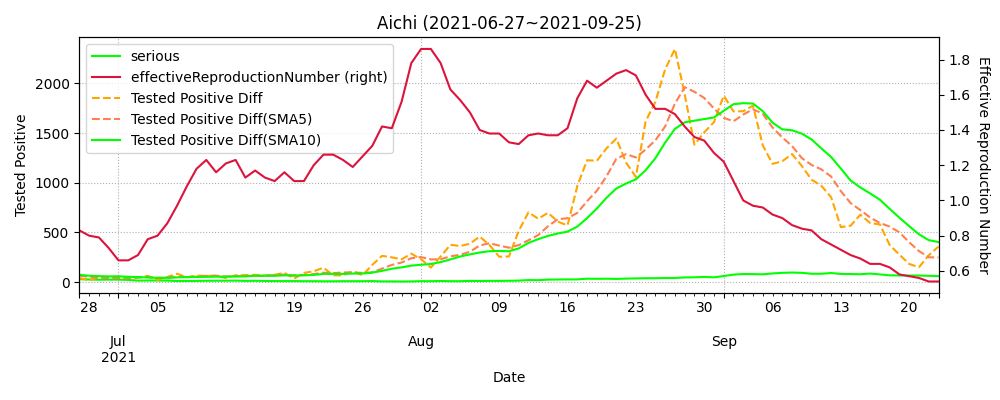 Aichi (2021-06-27~2021-09-25)
serious
effectiveReproductionNumber (right)
Tested Positive Diff
Tested Positive Diff(SMA5)
Tested Positive Diff(SMA10)
Tested Positive
2000
1500
1000
500
0
Effective Reproduction Number
1.8
1.6
1.4
1.2
1.0
0.8
0.6
28 05 12 19 26 02 09 16 23 30 06 13 20
Jul Aug Sep
2021
Date